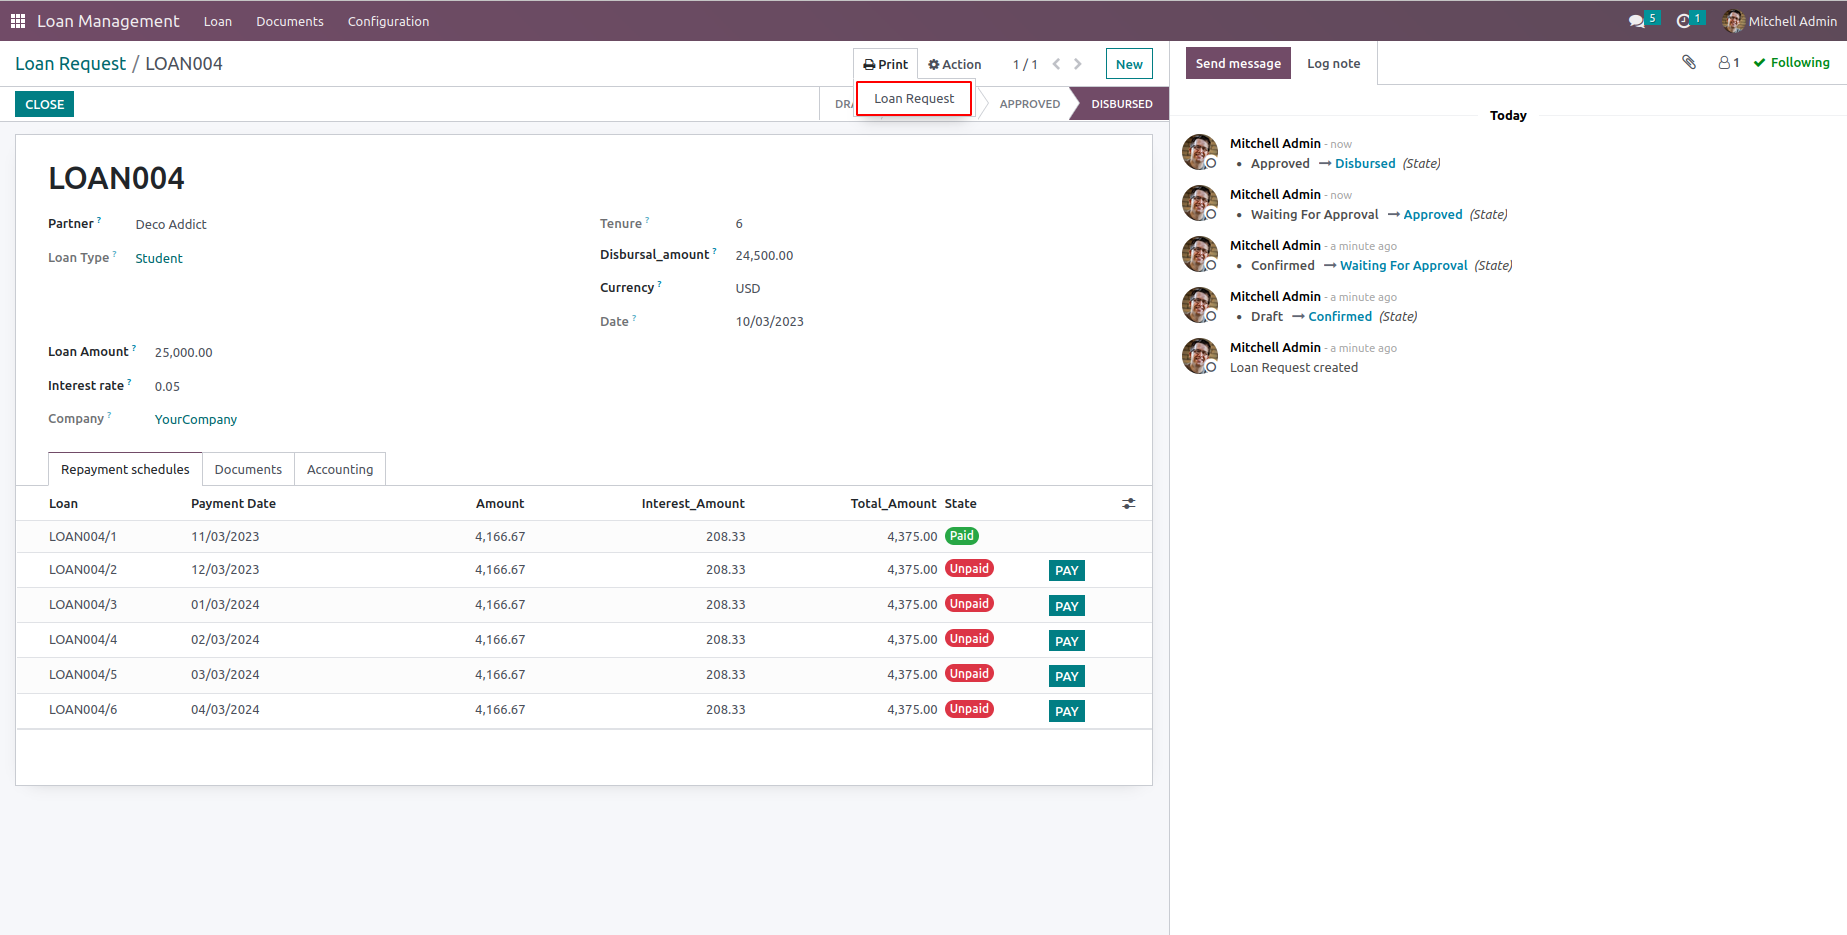 Loan Management Loan Documents Configuration 5 1 Mitchell Admin
Loan Request / LOAN004 Print Action 1 / 1 New
Send message Log note 1 Following
CLOSE DRA Loan Request APPROVED DISBURSED
LOAN004
Partner ? Deco Addict
Loan Type ? Student
Tenure ? 6
Disbursal_amount ? 24,500.00
Currency ? USD
Date ? 10/03/2023
Loan Amount ? 25,000.00
Interest rate ? 0.05
Company ? YourCompany
Repayment schedules Documents Accounting
Loan Payment Date Amount Interest_Amount Total_Amount State
LOAN004/1 11/03/2023 4,166.67 208.33 4,375.00 Paid
LOAN004/2 12/03/2023 4,166.67 208.33 4,375.00 Unpaid PAY
LOAN004/3 01/03/2024 4,166.67 208.33 4,375.00 Unpaid PAY
LOAN004/4 02/03/2024 4,166.67 208.33 4,375.00 Unpaid PAY
LOAN004/5 03/03/2024 4,166.67 208.33 4,375.00 Unpaid PAY
LOAN004/6 04/03/2024 4,166.67 208.33 4,375.00 Unpaid PAY
Today
Mitchell Admin - now
• Approved → Disbursed (State)
Mitchell Admin - now
• Waiting For Approval → Approved (State)
Mitchell Admin - a minute ago
• Confirmed → Waiting For Approval (State)
Mitchell Admin - a minute ago
• Draft → Confirmed (State)
Mitchell Admin - a minute ago
Loan Request created